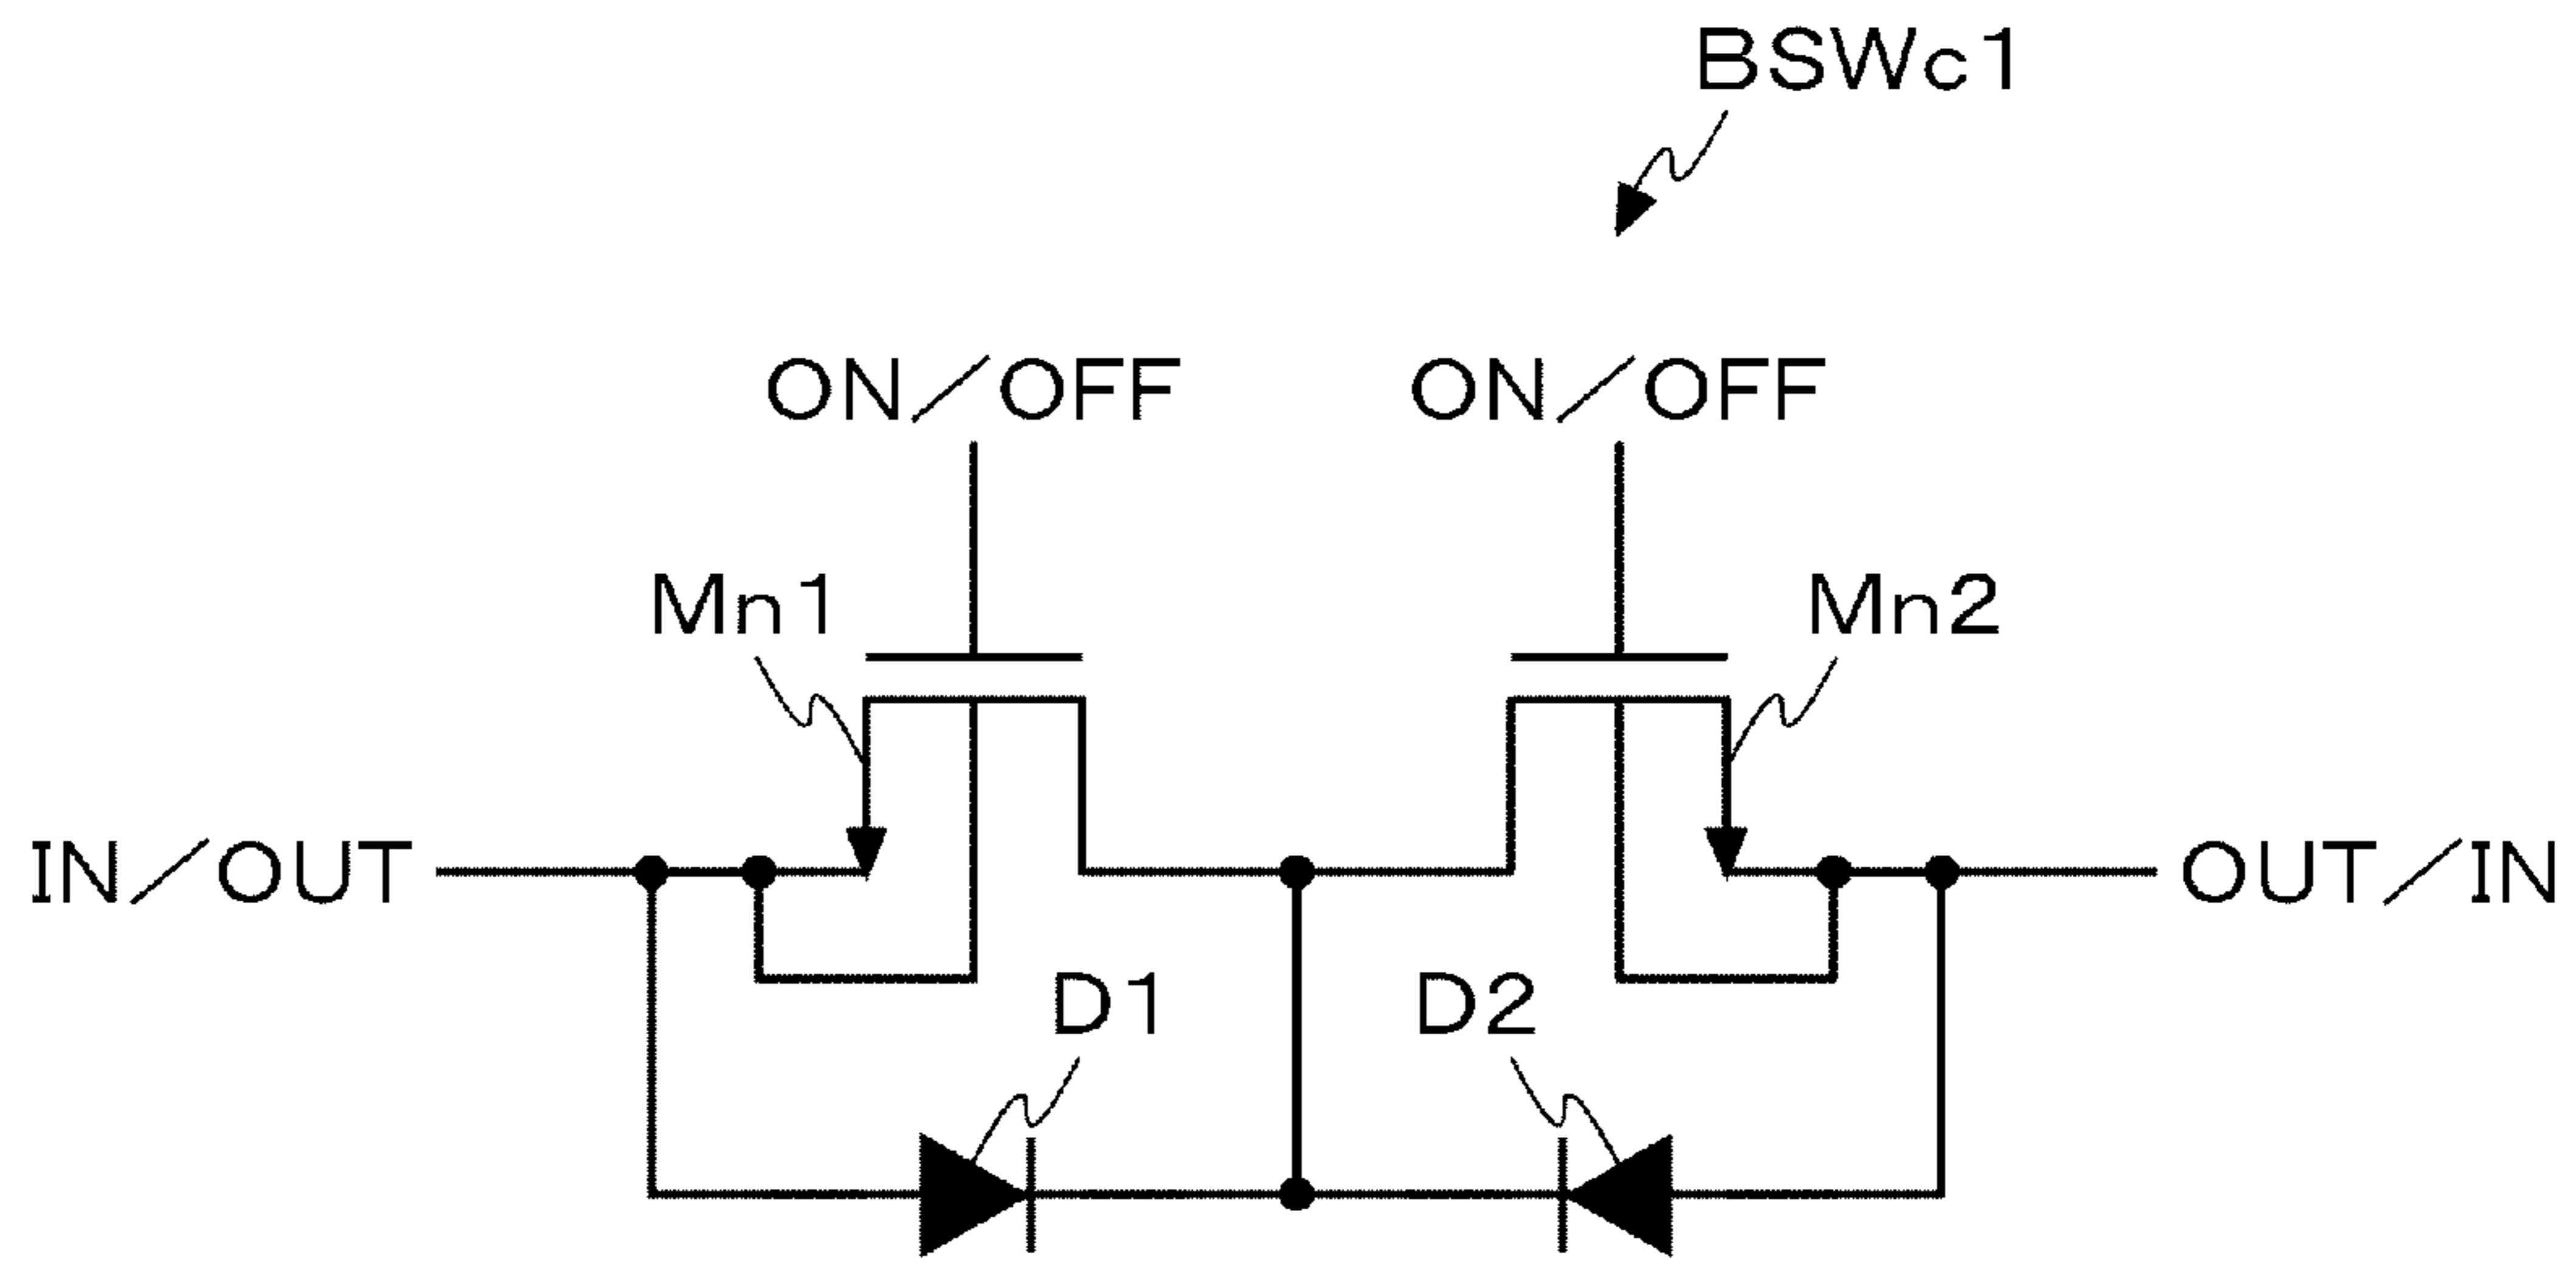 BSWc1
ON／OFF ON／OFF
Mn1 Mn2
IN／OUT OUT／IN
D1 D2